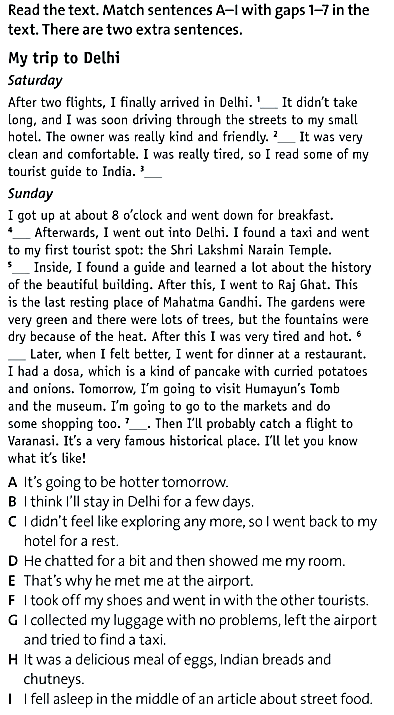 Read the text. Match sentences A–I with gaps 1–7 in the
text. There are two extra sentences.
My trip to Delhi
Saturday
After two flights, I finally arrived in Delhi. ¹__ It didn't take
long, and I was soon driving through the streets to my small
hotel. The owner was really kind and friendly. ²__ It was very
clean and comfortable. I was really tired, so I read some of my
tourist guide to India. ³__
Sunday
I got up at about 8 o'clock and went down for breakfast.
⁴__ Afterwards, I went out into Delhi. I found a taxi and went
to my first tourist spot: the Shri Lakshmi Narain Temple.
⁵__ Inside, I found a guide and learned a lot about the history
of the beautiful building. After this, I went to Raj Ghat. This
is the last resting place of Mahatma Gandhi. The gardens were
very green and there were lots of trees, but the fountains were
dry because of the heat. After this I was very tired and hot. ⁶
__ Later, when I felt better, I went for dinner at a restaurant.
I had a dosa, which is a kind of pancake with curried potatoes
and onions. Tomorrow, I'm going to visit Humayun's Tomb
and the museum. I'm going to go to the markets and do
some shopping too. ⁷__. Then I'll probably catch a flight to
Varanasi. It's a very famous historical place. I'll let you know
what it's like!
A It's going to be hotter tomorrow.
B I think I'll stay in Delhi for a few days.
C I didn't feel like exploring any more, so I went back to my
hotel for a rest.
D He chatted for a bit and then showed me my room.
E That's why he met me at the airport.
F I took off my shoes and went in with the other tourists.
G I collected my luggage with no problems, left the airport
and tried to find a taxi.
H It was a delicious meal of eggs, Indian breads and
chutneys.
I I fell asleep in the middle of an article about street food.